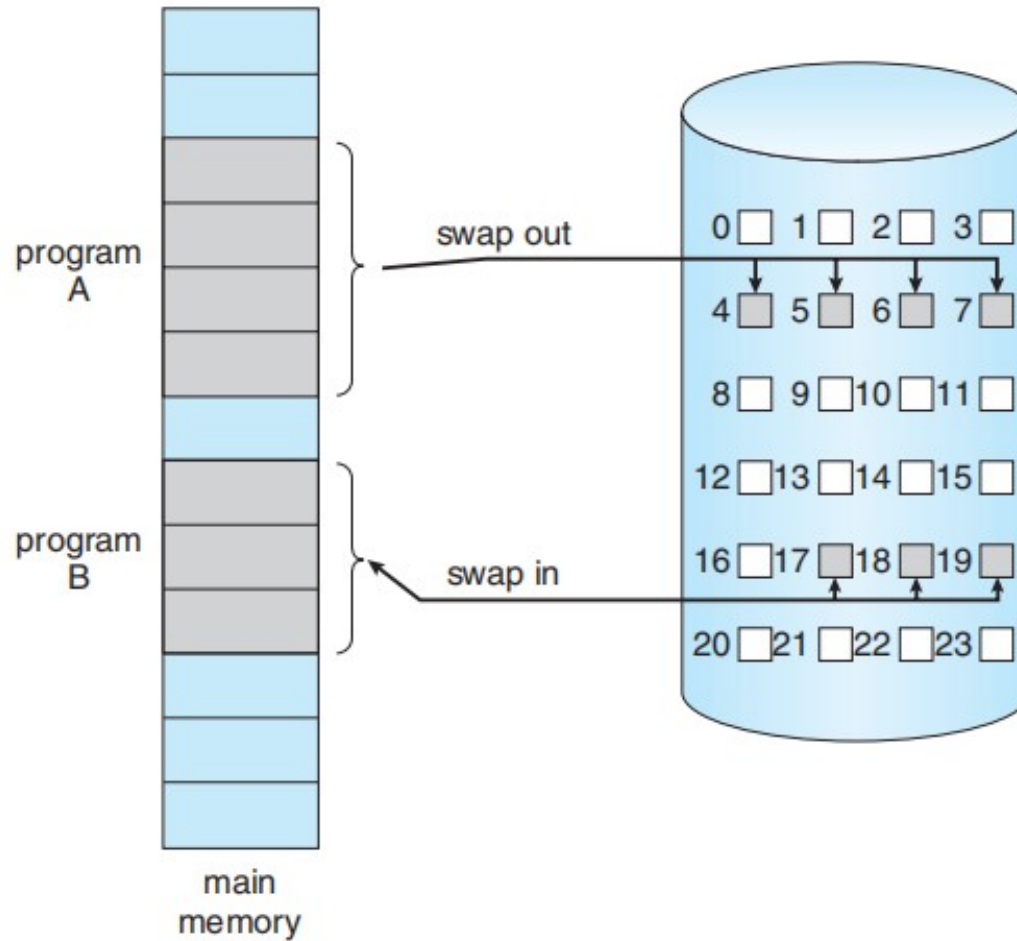 program
A
swap out
program
B
swap in
main
memory
0 1 2 3
4 5 6 7
8 9 10 11
12 13 14 15
16 17 18 19
20 21 22 23